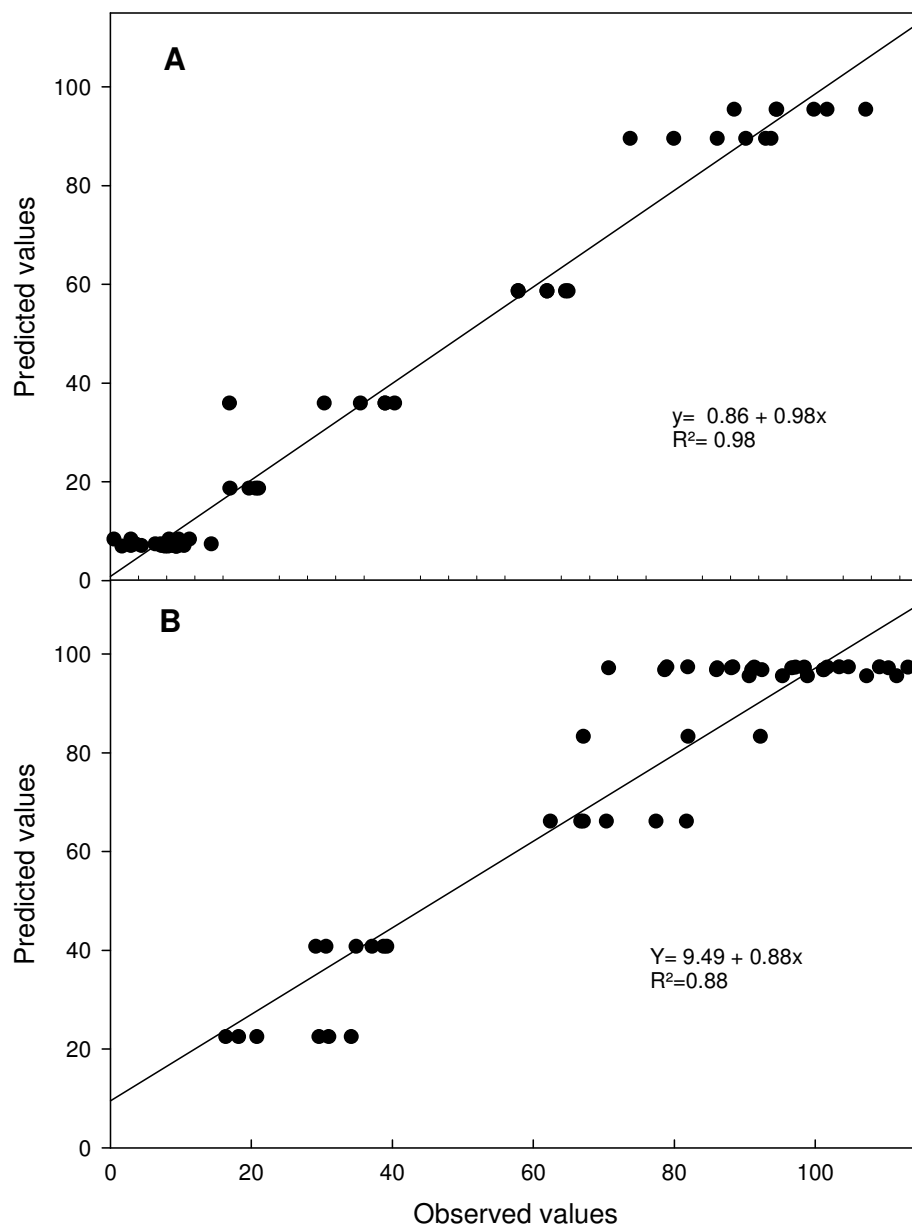 A
100
80
60
40
20
0
Predicted values
y= 0.86 + 0.98x
R²= 0.98
B
100
80
60
40
20
0
Predicted values
Y= 9.49 + 0.88x
R²=0.88
0 20 40 60 80 100
Observed values